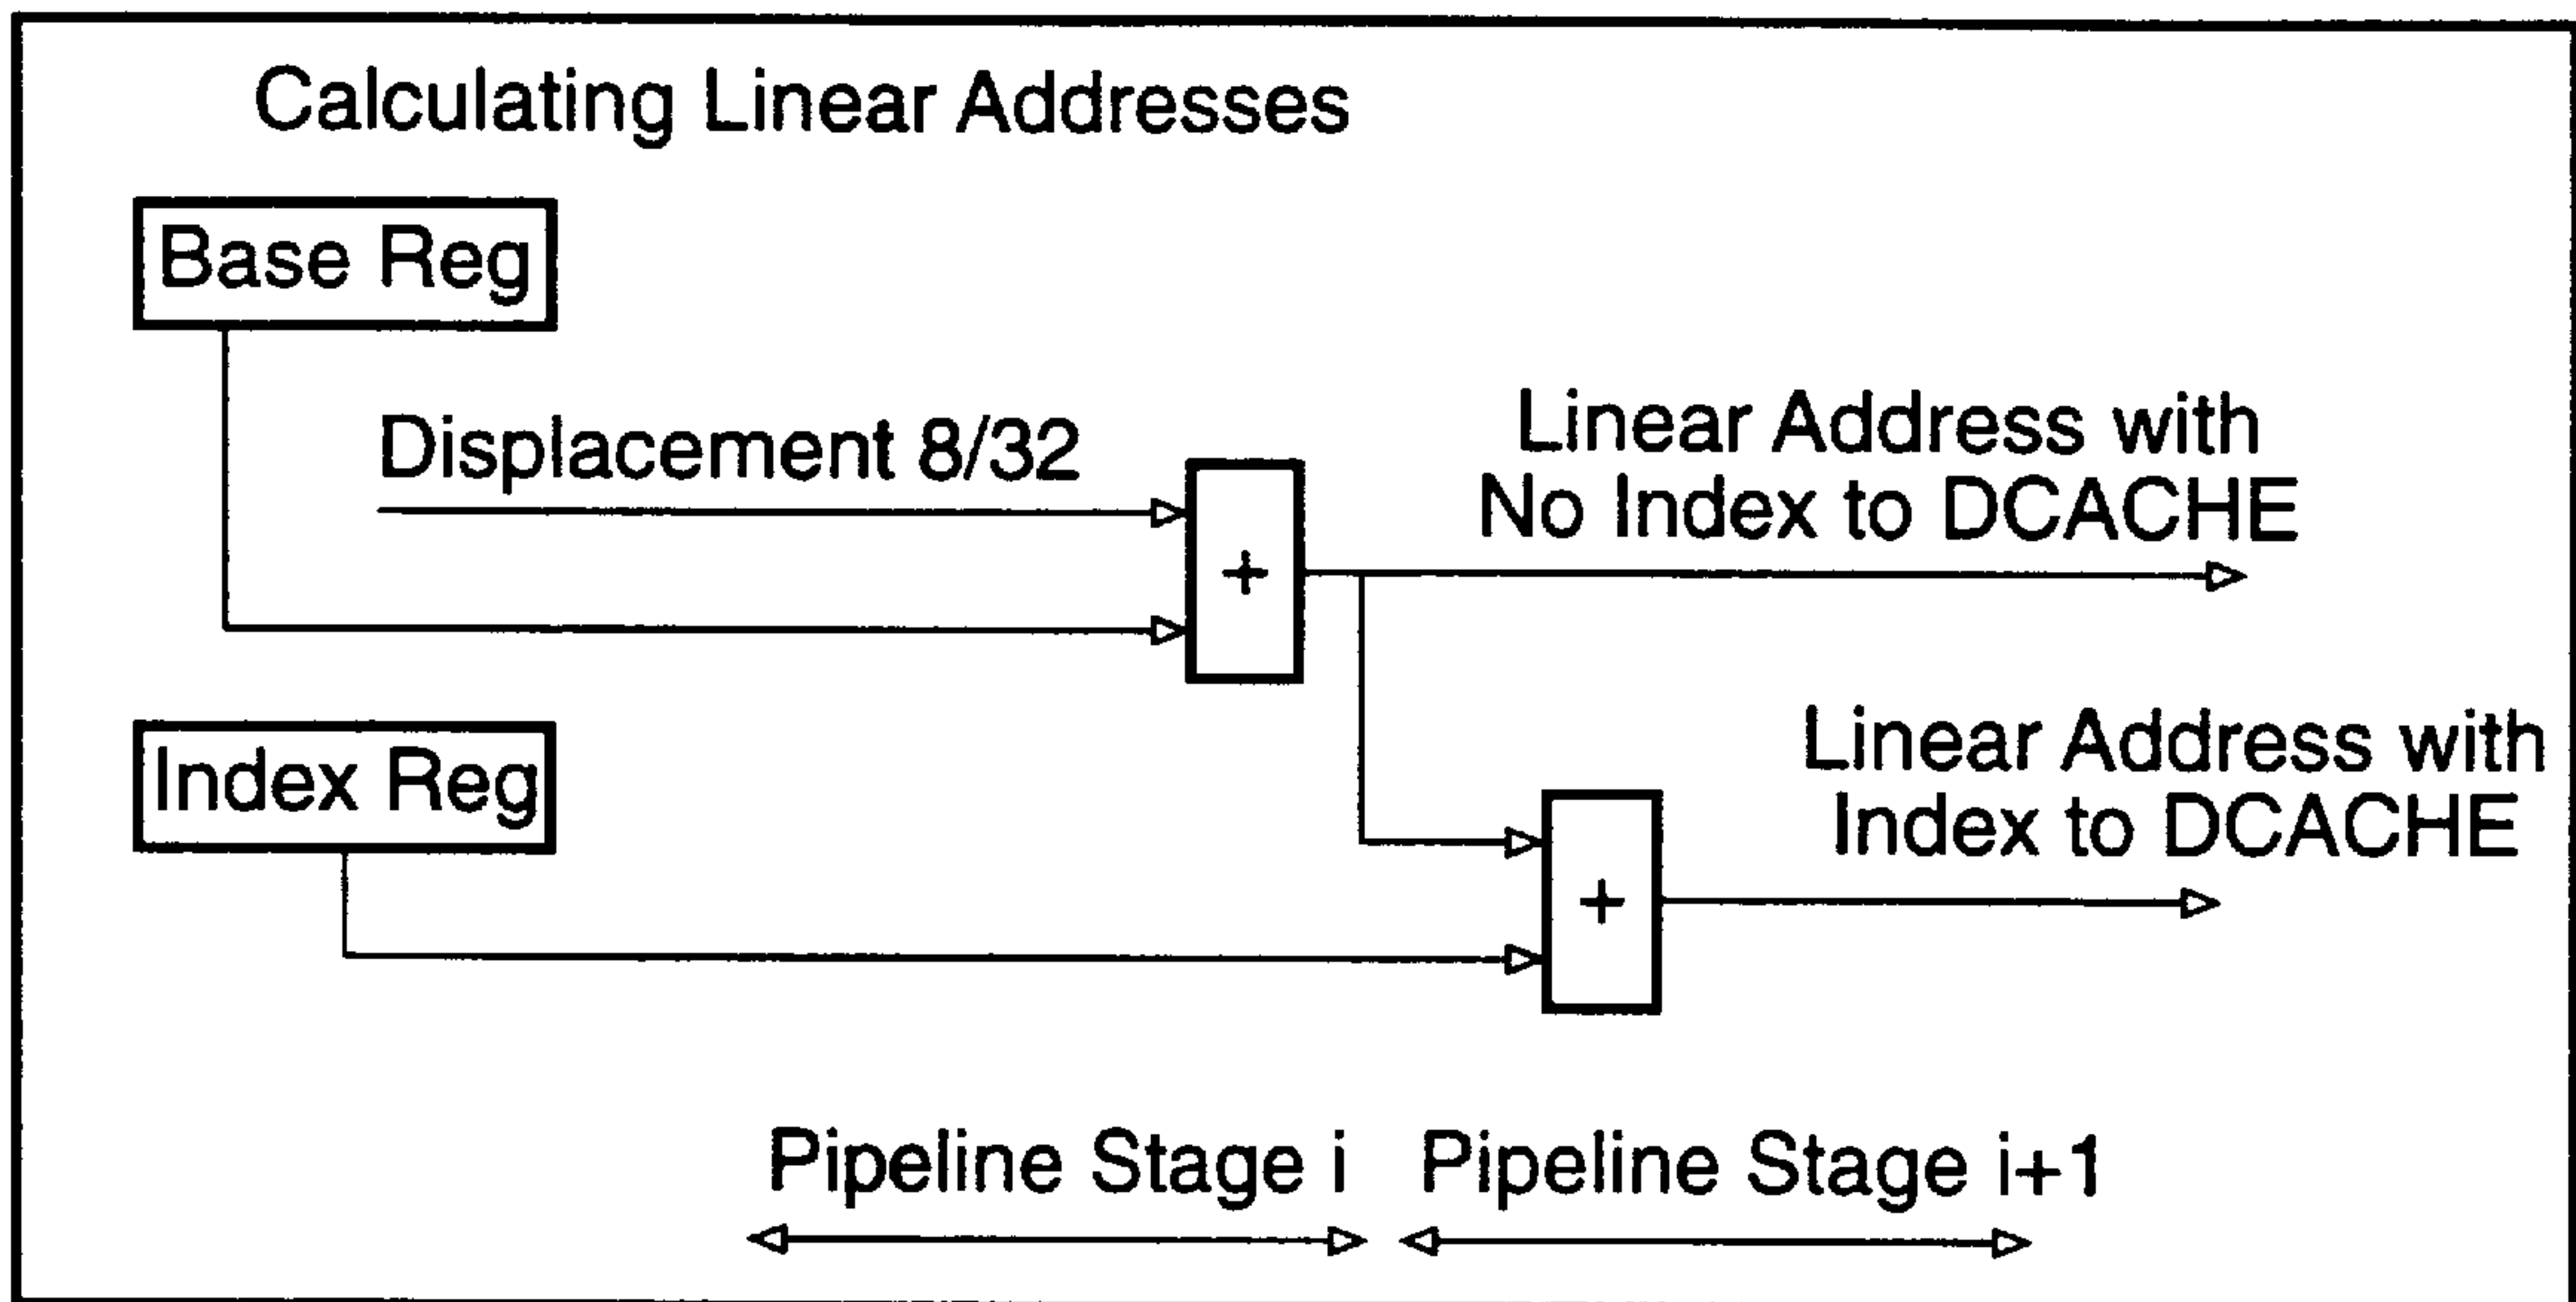 Calculating Linear Addresses
Base Reg
Displacement 8/32
+
Linear Address with
No Index to DCACHE
Index Reg
+
Linear Address with
Index to DCACHE
Pipeline Stage i
Pipeline Stage i+1